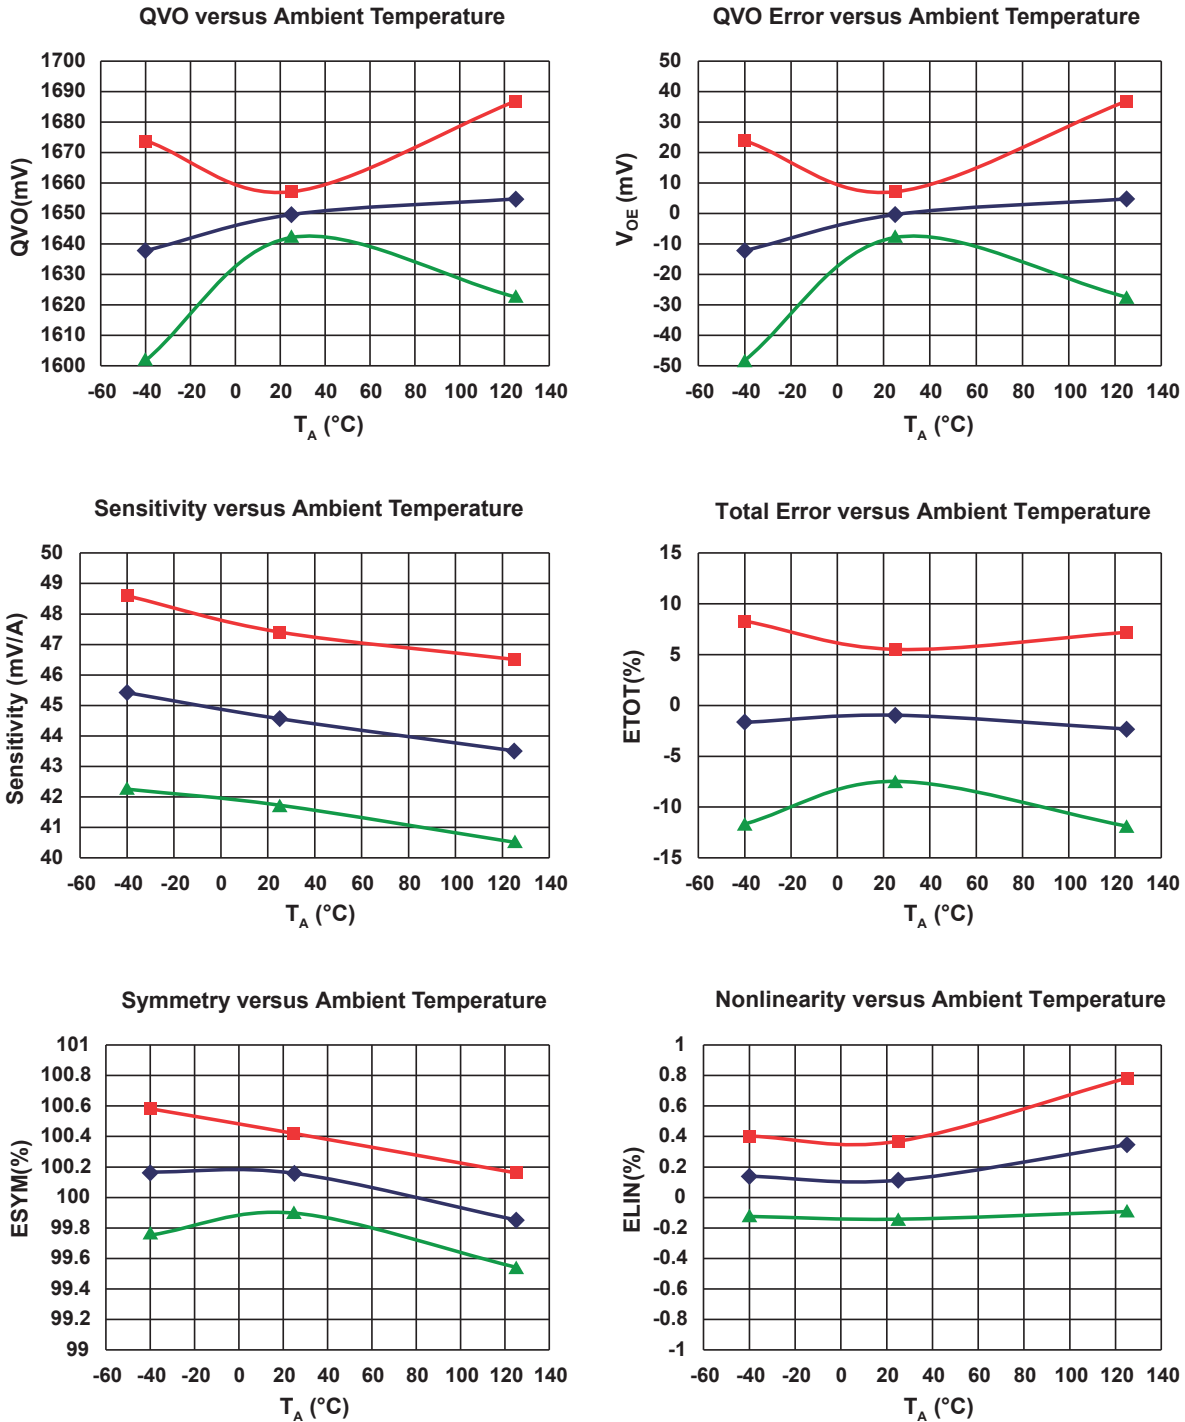 QVO versus Ambient Temperature
1700
1690
1680
1670
1660
1650
1640
1630
1620
1610
1600
QVO(mV)
-60 -40 -20 0 20 40 60 80 100 120 140
TA (°C)
QVO Error versus Ambient Temperature
50
40
30
20
10
0
-10
-20
-30
-40
-50
VOE (mV)
-60 -40 -20 0 20 40 60 80 100 120 140
TA (°C)
Sensitivity versus Ambient Temperature
50
49
48
47
46
45
44
43
42
41
40
Sensitivity (mV/A)
-60 -40 -20 0 20 40 60 80 100 120 140
TA (°C)
Total Error versus Ambient Temperature
15
10
5
0
-5
-10
-15
ETOT(%)
-60 -40 -20 0 20 40 60 80 100 120 140
TA (°C)
Symmetry versus Ambient Temperature
101
100.8
100.6
100.4
100.2
100
99.8
99.6
99.4
99.2
99
ESYM(%)
-60 -40 -20 0 20 40 60 80 100 120 140
TA (°C)
Nonlinearity versus Ambient Temperature
1
0.8
0.6
0.4
0.2
0
-0.2
-0.4
-0.6
-0.8
-1
ELIN(%)
-60 -40 -20 0 20 40 60 80 100 120 140
TA (°C)